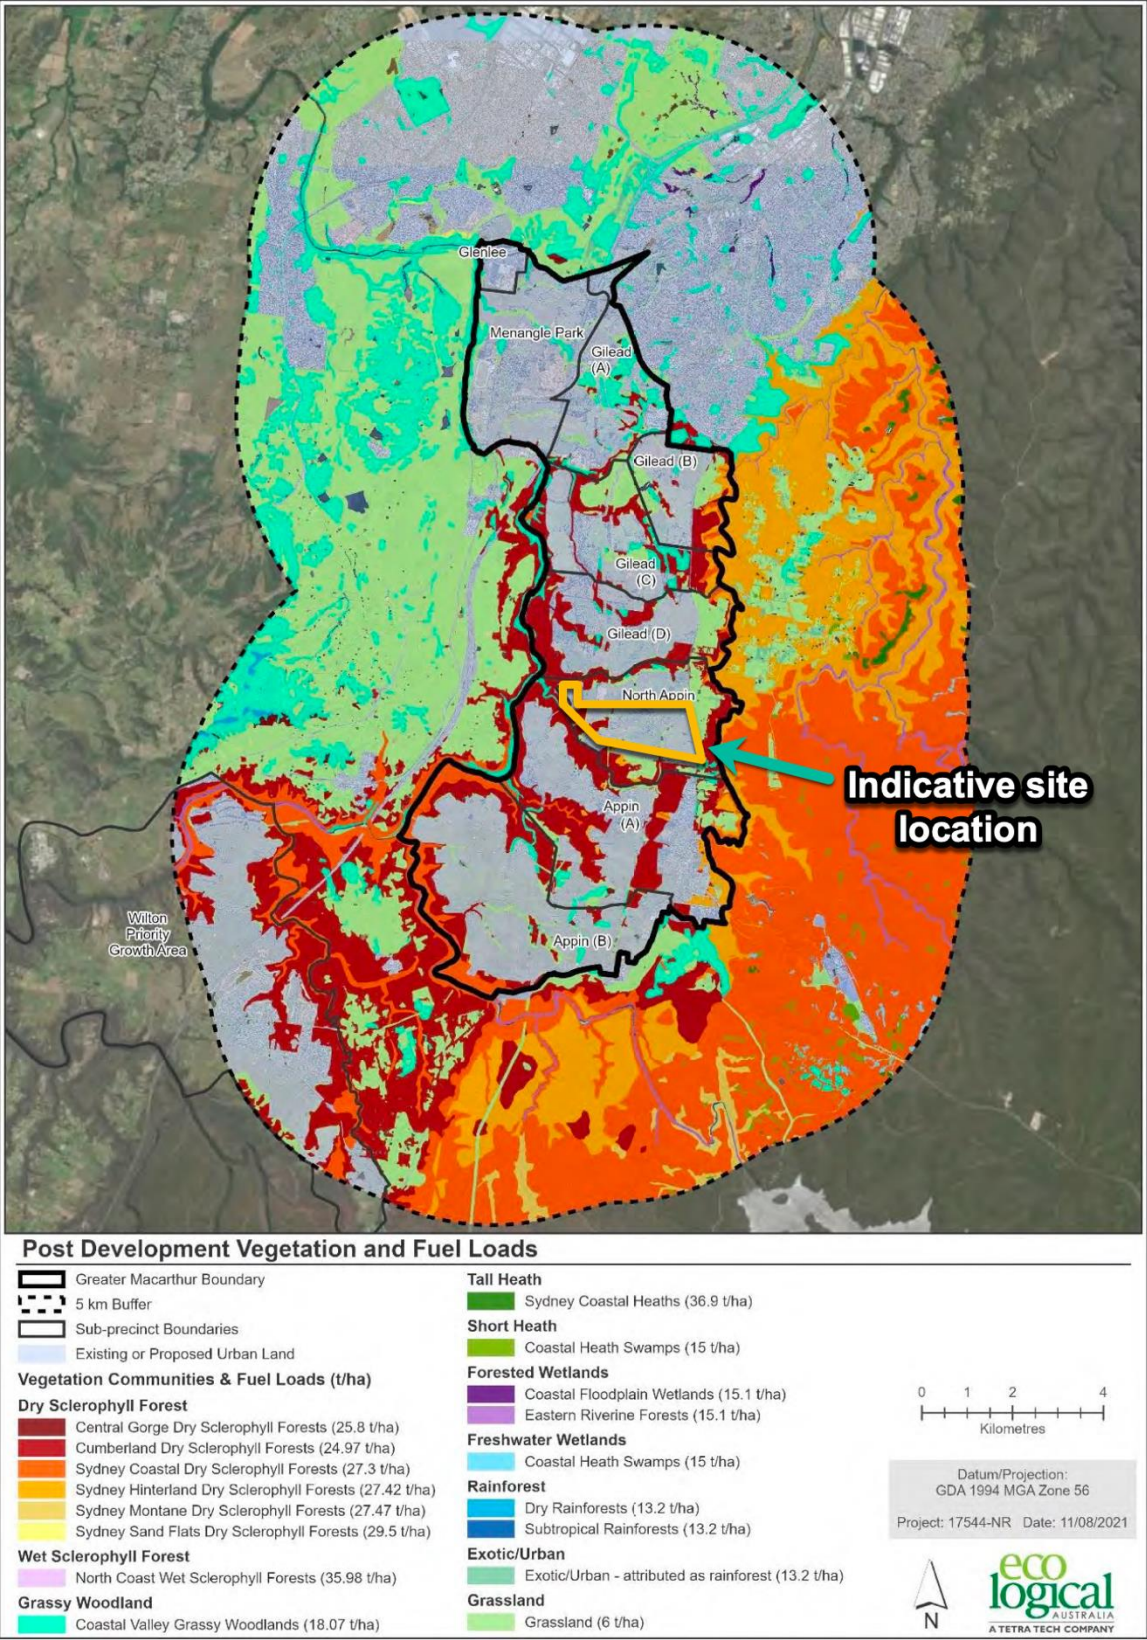 Glenlee
Menangle Park
Gilead
(A)
Gilead (B)
Gilead
(C)
Gilead (D)
North Appin
Indicative site
location
Appin
(A)
Wilton
Priority
Growth Area
Appin (B)
Post Development Vegetation and Fuel Loads
Greater Macarthur Boundary
5 km Buffer
Sub-precinct Boundaries
Existing or Proposed Urban Land
Vegetation Communities & Fuel Loads (t/ha)
Dry Sclerophyll Forest
Central Gorge Dry Sclerophyll Forests (25.8 t/ha)
Cumberland Dry Sclerophyll Forests (24.97 t/ha)
Sydney Coastal Dry Sclerophyll Forests (27.3 t/ha)
Sydney Hinterland Dry Sclerophyll Forests (27.42 t/ha)
Sydney Montane Dry Sclerophyll Forests (27.47 t/ha)
Sydney Sand Flats Dry Sclerophyll Forests (29.5 t/ha)
Wet Sclerophyll Forest
North Coast Wet Sclerophyll Forests (35.98 t/ha)
Grassy Woodland
Coastal Valley Grassy Woodlands (18.07 t/ha)
Tall Heath
Sydney Coastal Heaths (36.9 t/ha)
Short Heath
Coastal Heath Swamps (15 t/ha)
Forested Wetlands
Coastal Floodplain Wetlands (15.1 t/ha)
Eastern Riverine Forests (15.1 t/ha)
Freshwater Wetlands
Coastal Heath Swamps (15 t/ha)
Rainforest
Dry Rainforests (13.2 t/ha)
Subtropical Rainforests (13.2 t/ha)
Exotic/Urban
Exotic/Urban - attributed as rainforest (13.2 t/ha)
Grassland
Grassland (6 t/ha)
0 1 2 4
Kilometres
Datum/Projection:
GDA 1994 MGA Zone 56
Project: 17544-NR Date: 11/08/2021
N
eco
logical
AUSTRALIA
A TETRA TECH COMPANY